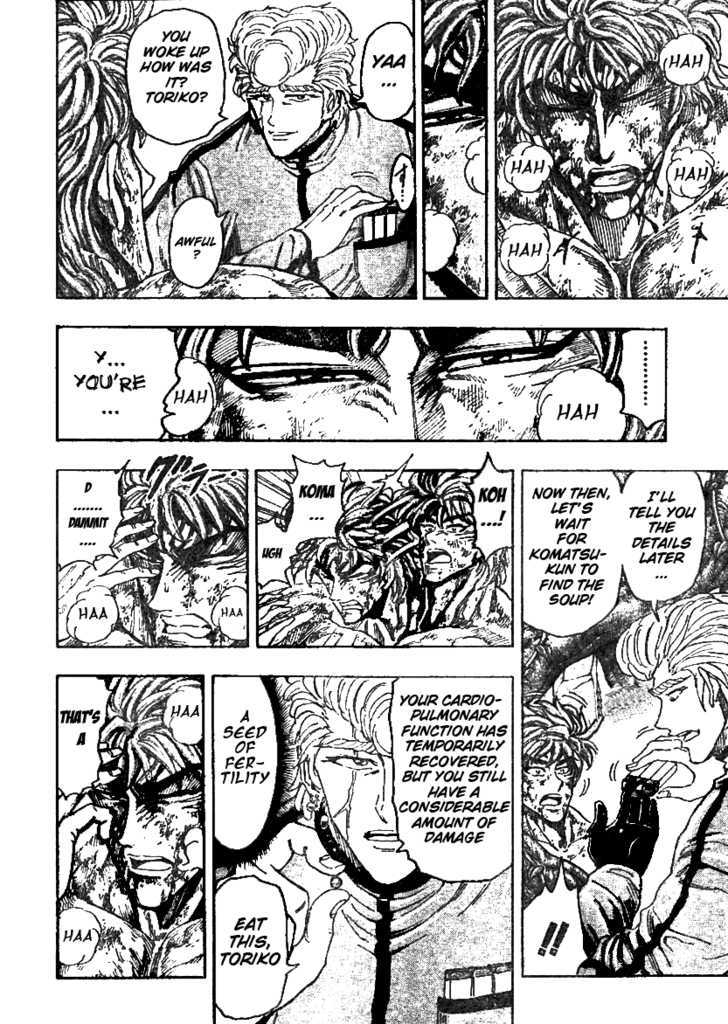 HAH
HAH
HAH
HAH
YAA
...
YOU
WOKE UP
HOW WAS
IT?
TORIKO?
AWFUL
?
HAH
HAH
Y...
YOU'RE
...
I'LL
TELL YOU
THE
DETAILS
LATER
...
NOW THEN,
LET'S
WAIT
FOR
KOMATSU-
KUN TO
FIND THE
SOUP!
!!
KOH
...!
KOMA
...
UGH
D
.......
DAMMIT
....
HAA
HAA
YOUR CARDIO-
PULMONARY
FUNCTION HAS
TEMPORARILY
RECOVERED,
BUT YOU STILL
HAVE A
CONSIDERABLE
AMOUNT OF
DAMAGE
A
SEED
OF
FER-
TILITY
EAT
THIS,
TORIKO
HAA
THAT'S
A
HAA